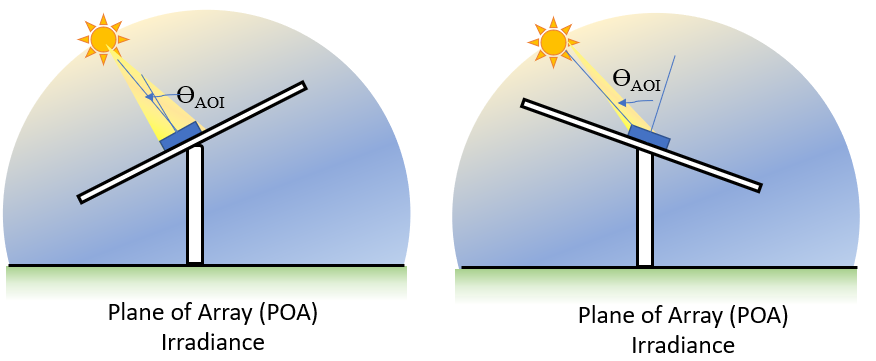 ϴAOI
ϴAOI
Plane of Array (POA)
Irradiance
Plane of Array (POA)
Irradiance